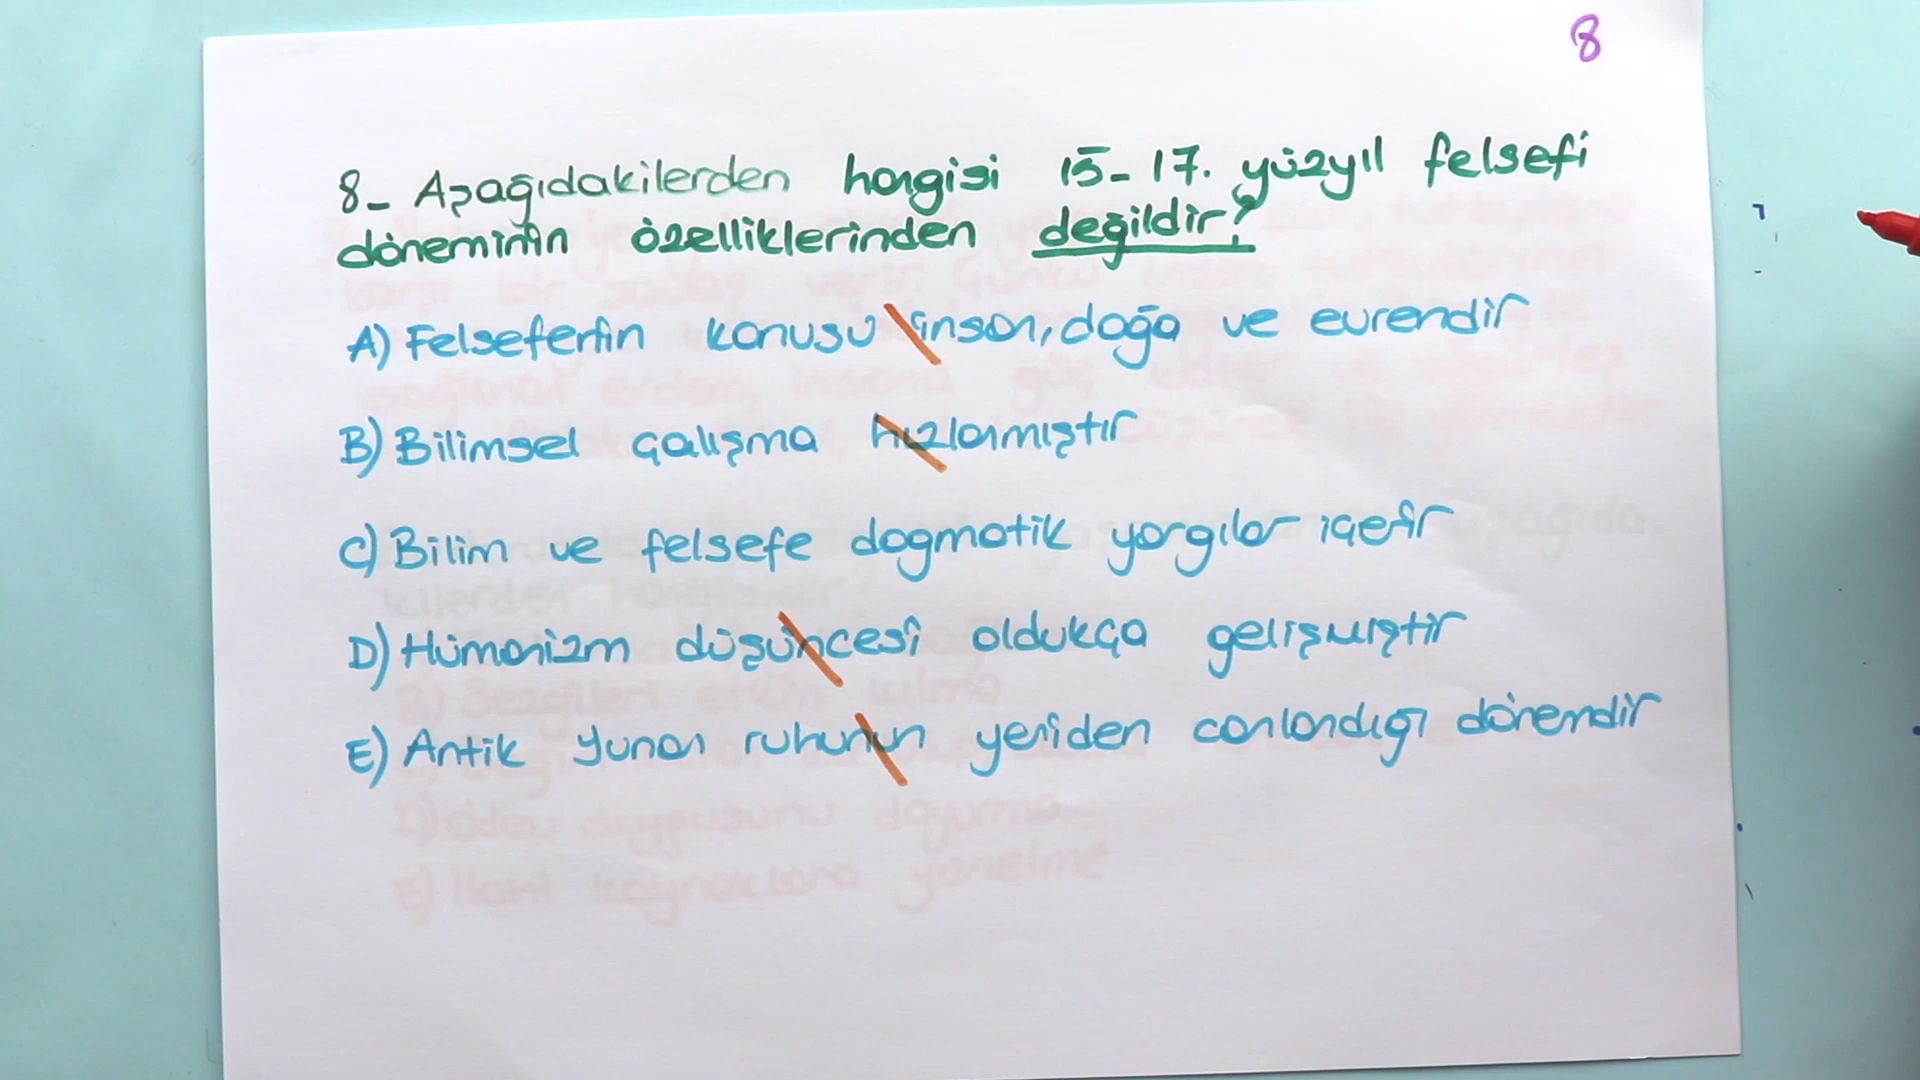 8
8- Aşağıdakilerden hangisi 15-17. yüzyıl felsefi
döneminin özelliklerinden değildir?
A) Felsefenin konusu insan, doğa ve evrendir
B) Bilimsel çalışma hızlanmıştır
C) Bilim ve felsefe dogmatik yargılar içerir
D) Hümanizm düşüncesi oldukça gelişmiştir
E) Antik Yunan ruhunun yeniden canlandığı dönemdir